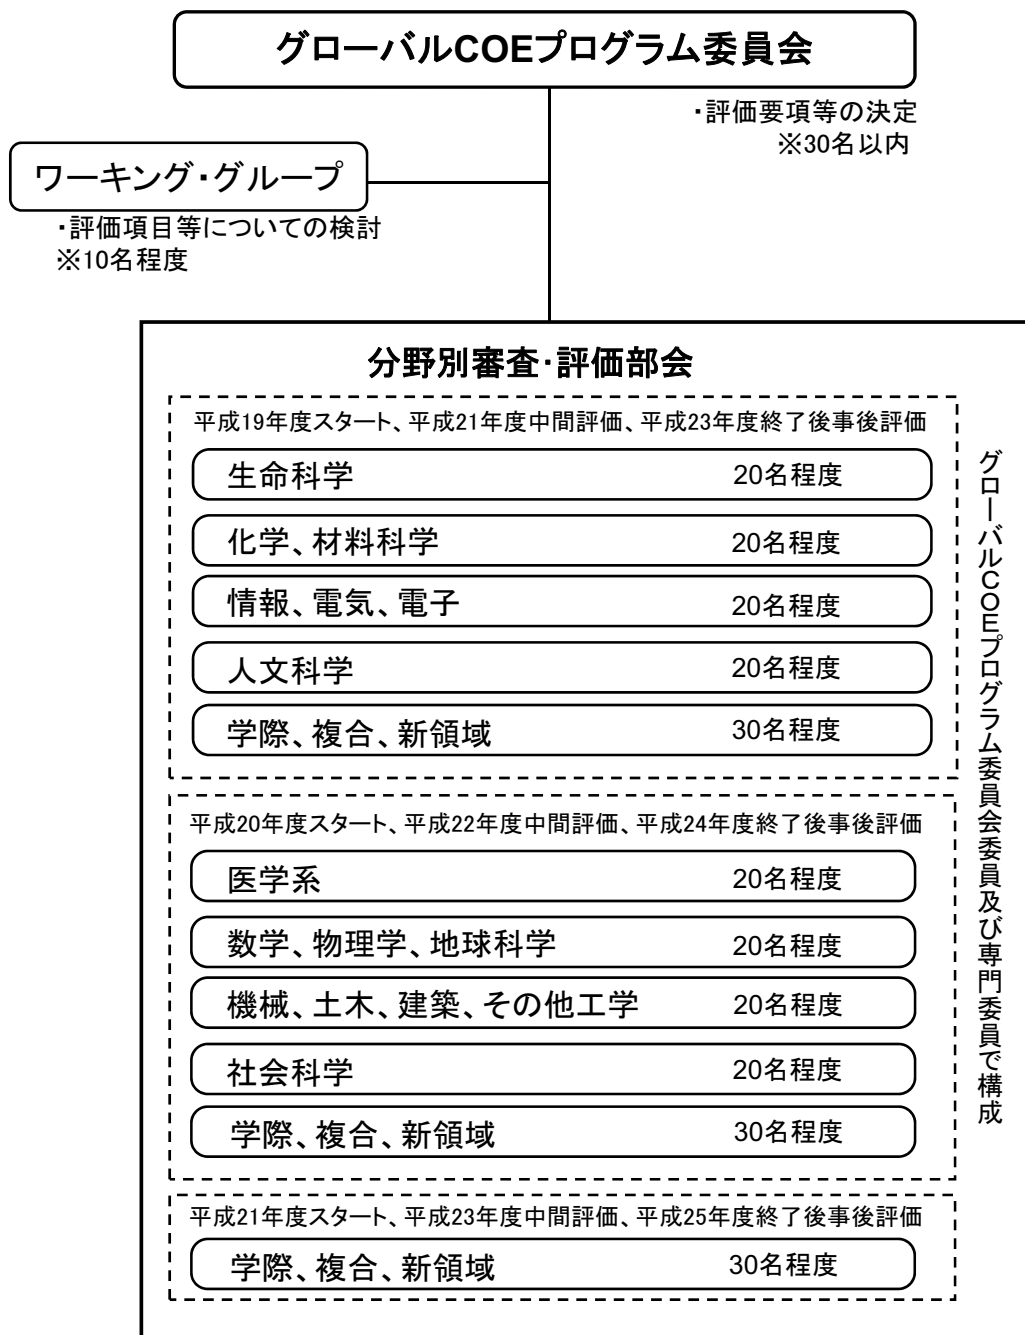 グローバルCOEプログラム委員会
・評価要項等の決定
※30名以内
ワーキング・グループ
・評価項目等についての検討
※10名程度
分野別審査・評価部会
平成19年度スタート、平成21年度中間評価、平成23年度終了後事後評価
生命科学 20名程度
化学、材料科学 20名程度
情報、電気、電子 20名程度
人文科学 20名程度
学際、複合、新領域 30名程度
平成20年度スタート、平成22年度中間評価、平成24年度終了後事後評価
医学系 20名程度
数学、物理学、地球科学 20名程度
機械、土木、建築、その他工学 20名程度
社会科学 20名程度
学際、複合、新領域 30名程度
平成21年度スタート、平成23年度中間評価、平成25年度終了後事後評価
学際、複合、新領域 30名程度
グローバルCOEプログラム委員会委員及び専門委員で構成